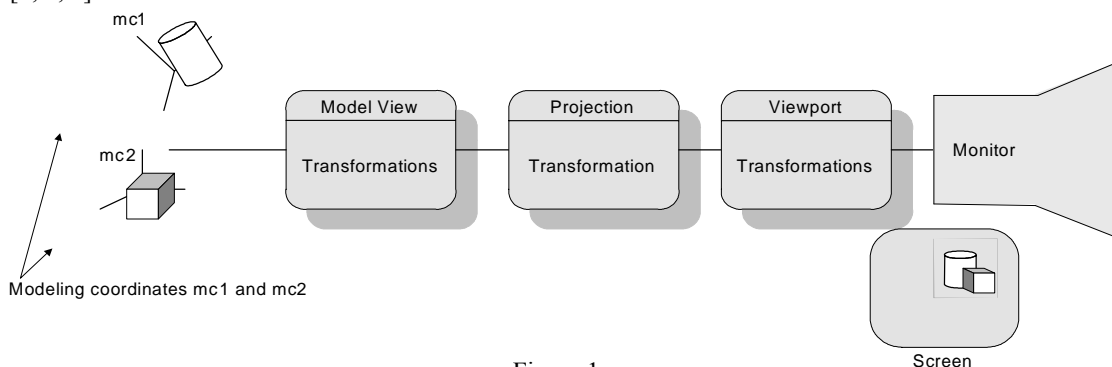 mc1
Model View
Transformations
Projection
Transformation
Viewport
Transformations
Monitor
mc2
Modeling coordinates mc1 and mc2
Screen